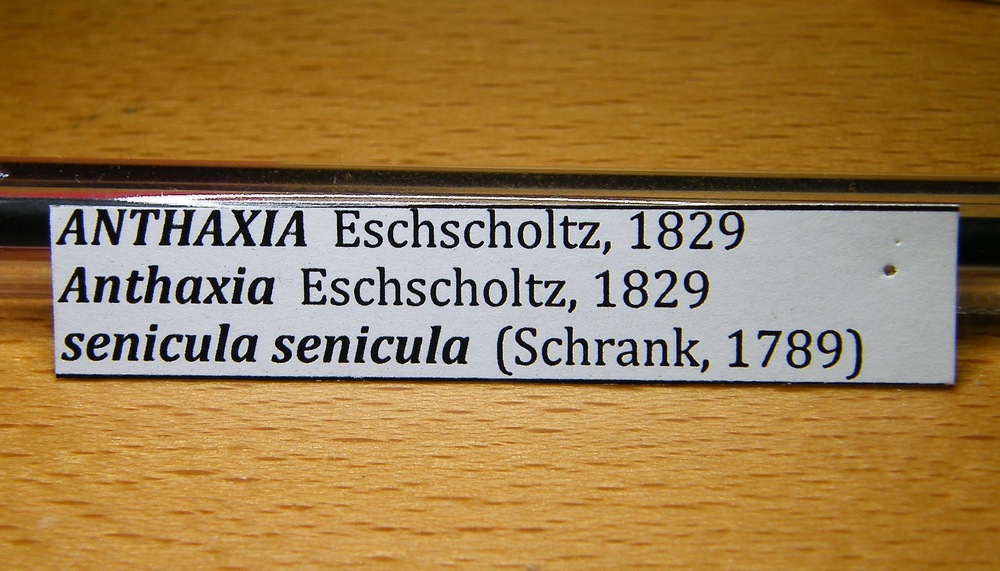 ANTHAXIA Eschscholtz, 1829
Anthaxia Eschscholtz, 1829
senicula senicula (Schrank, 1789)